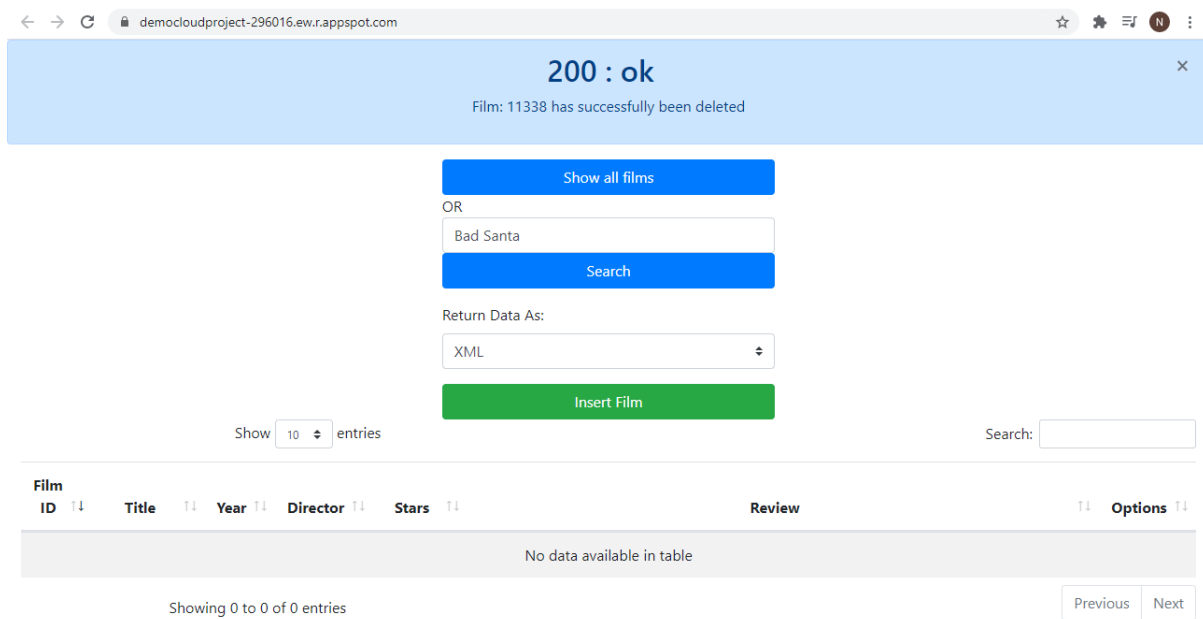 democloudproject-296016.ew.r.appspot.com
N
200 : ok
×
Film: 11338 has successfully been deleted
Show all films
OR
Bad Santa
Search
Return Data As:
XML
Insert Film
Show 10 entries
Search:
Film ID Title Year Director Stars Review Options
No data available in table
Showing 0 to 0 of 0 entries
Previous Next